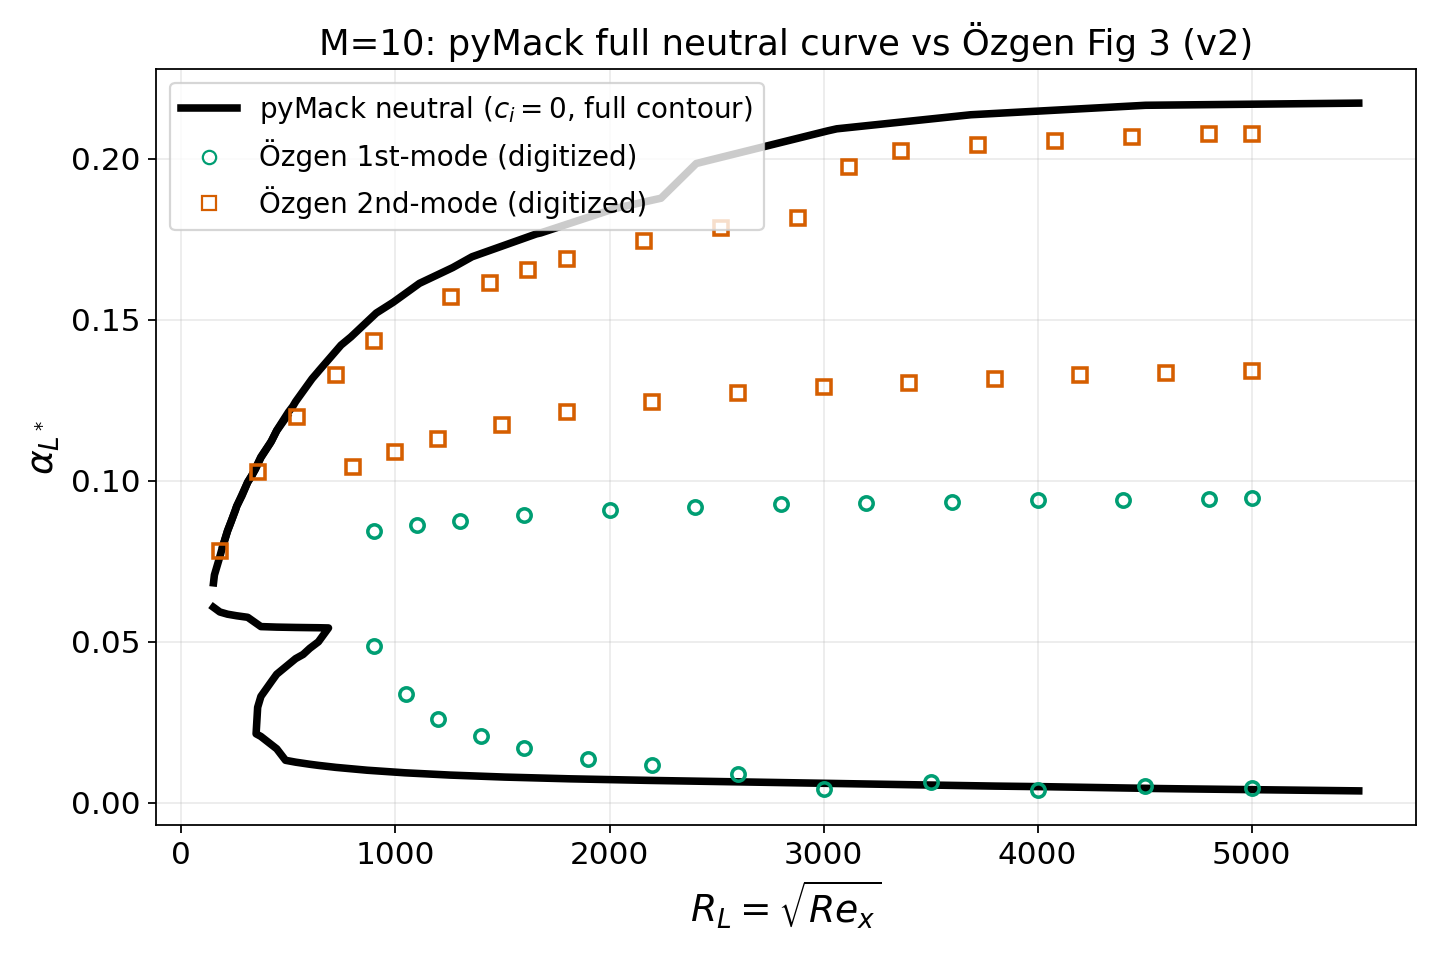 M=10: pyMack full neutral curve vs Özgen Fig 3 (v2)
pyMack neutral ($c_i = 0$, full contour)
Özgen 1st-mode (digitized)
Özgen 2nd-mode (digitized)
0.20
0.15
0.10
0.05
0.00
$\alpha_{L^*}$
0 1000 2000 3000 4000 5000
$R_L = \sqrt{Re_x}$